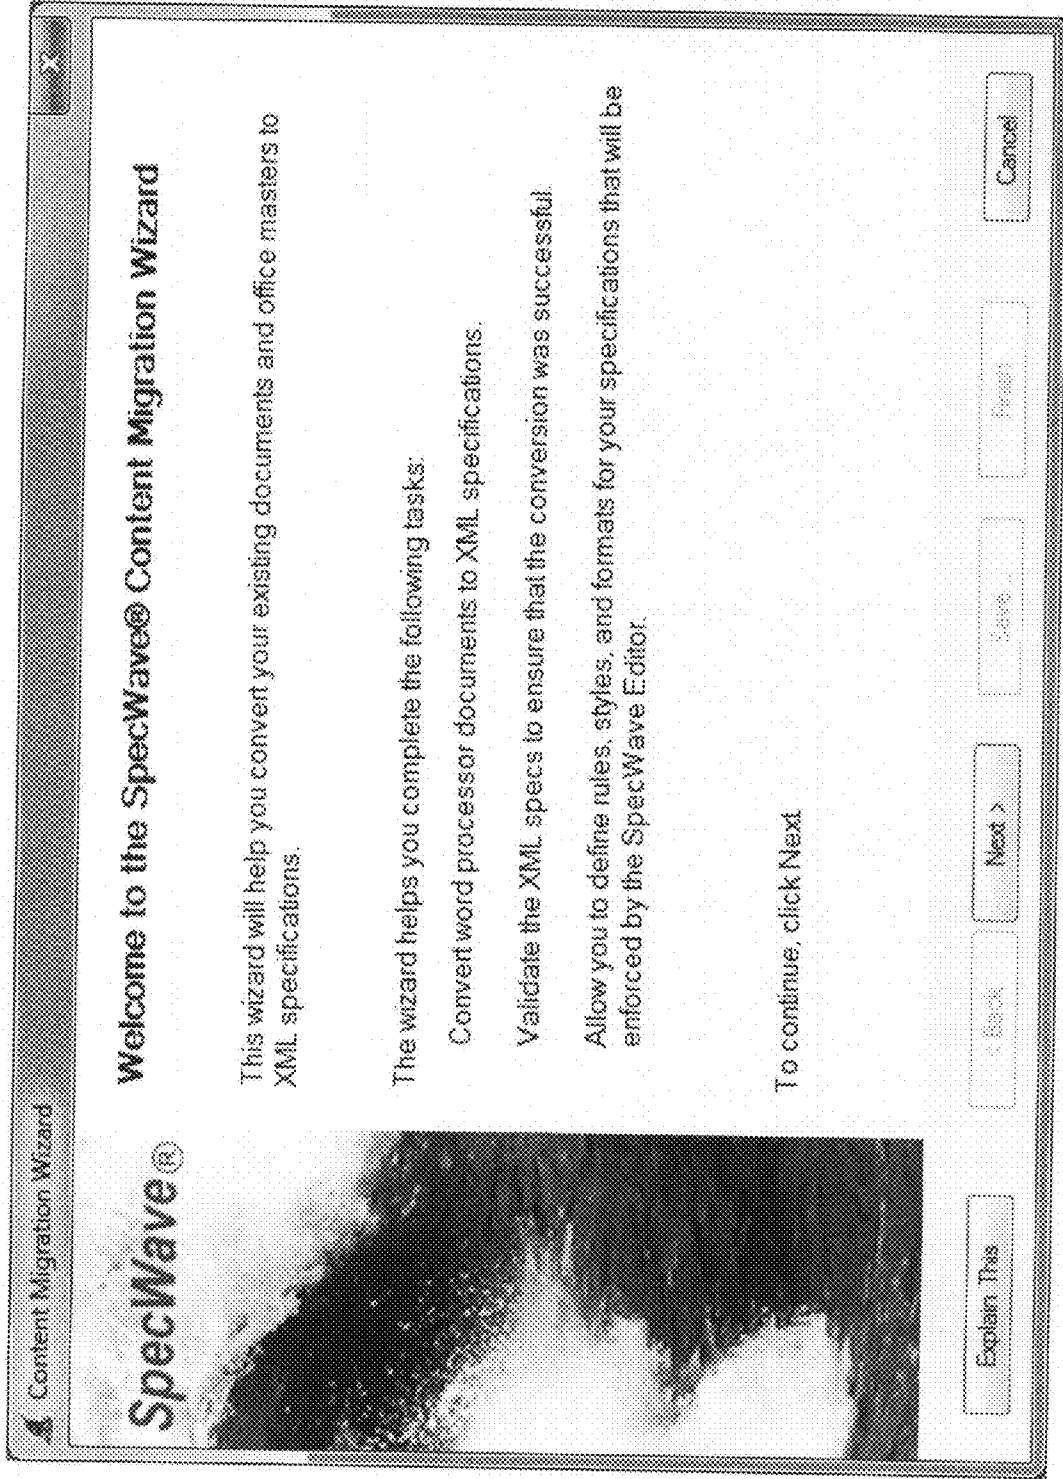 Content Migration Wizard
SpecWave®
Welcome to the SpecWave® Content Migration Wizard
This wizard will help you convert your existing documents and office masters to
XML specifications.
The wizard helps you complete the following tasks:
Convert word processor documents to XML specifications.
Validate the XML specs to ensure that the conversion was successful.
Allow you to define rules, styles, and formats for your specifications that will be
enforced by the SpecWave Editor.
To continue, click Next
Explain This
< Back
Next >
Save...
Cancel